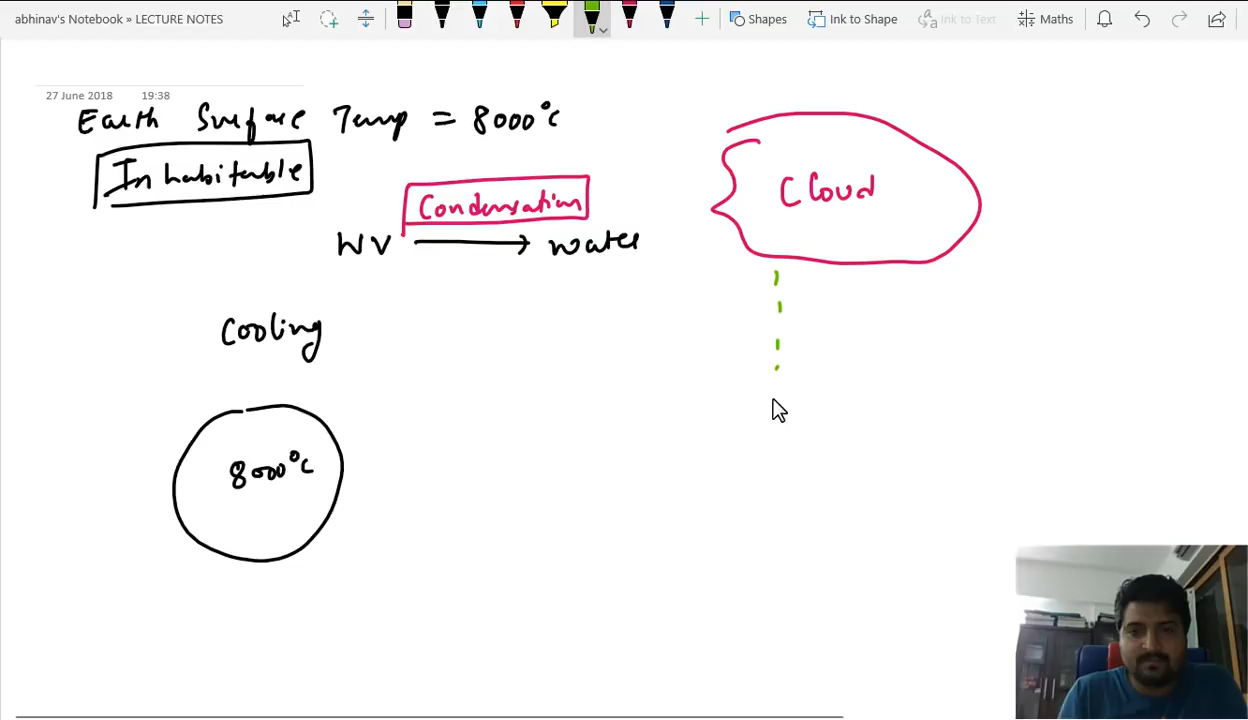 abhinav's Notebook » LECTURE NOTES
Shapes
Ink to Shape
Ink to Text
Maths
27 June 2018 19:38
Earth Surface Temp = 8000°C
Inhabitable
Condensation
WV → Water
Cloud
Cooling
8000°C